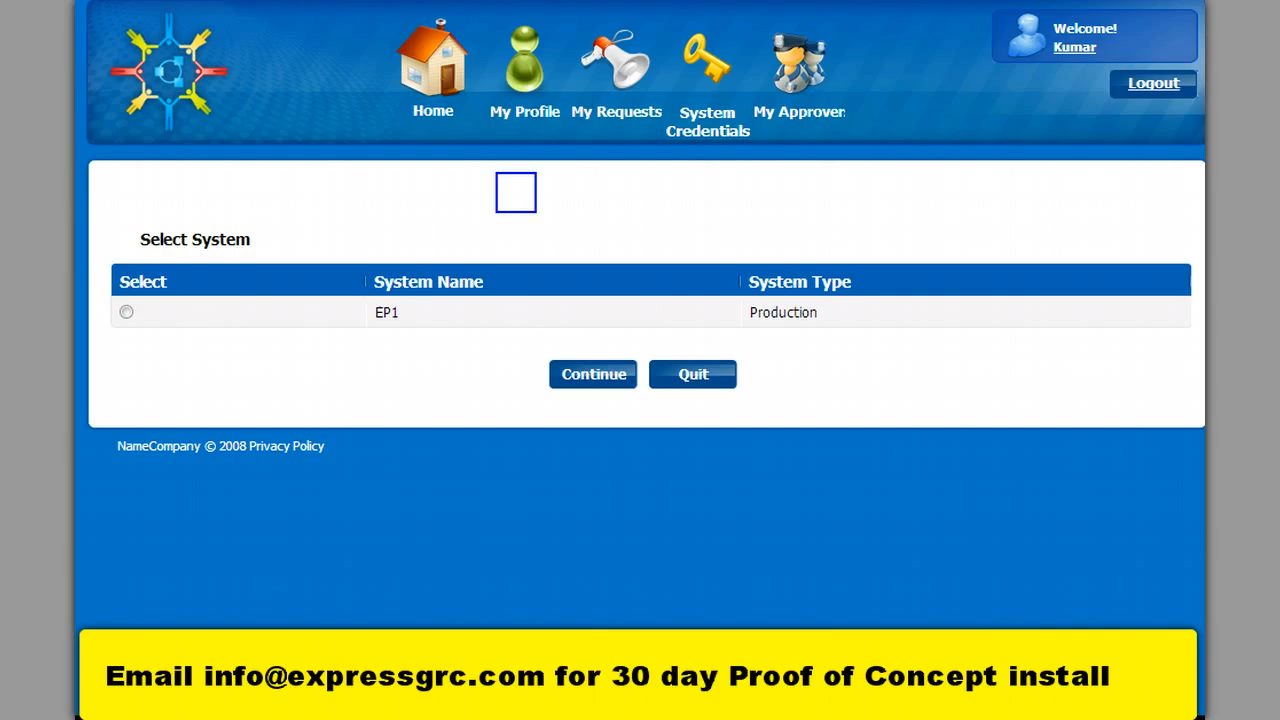 Welcome!
Kumar
Logout
Home
My Profile
My Requests
System
Credentials
My Approver
Select System
Select System Name System Type
EP1 Production
Continue Quit
NameCompany © 2008 Privacy Policy
Email info@expressgrc.com for 30 day Proof of Concept install